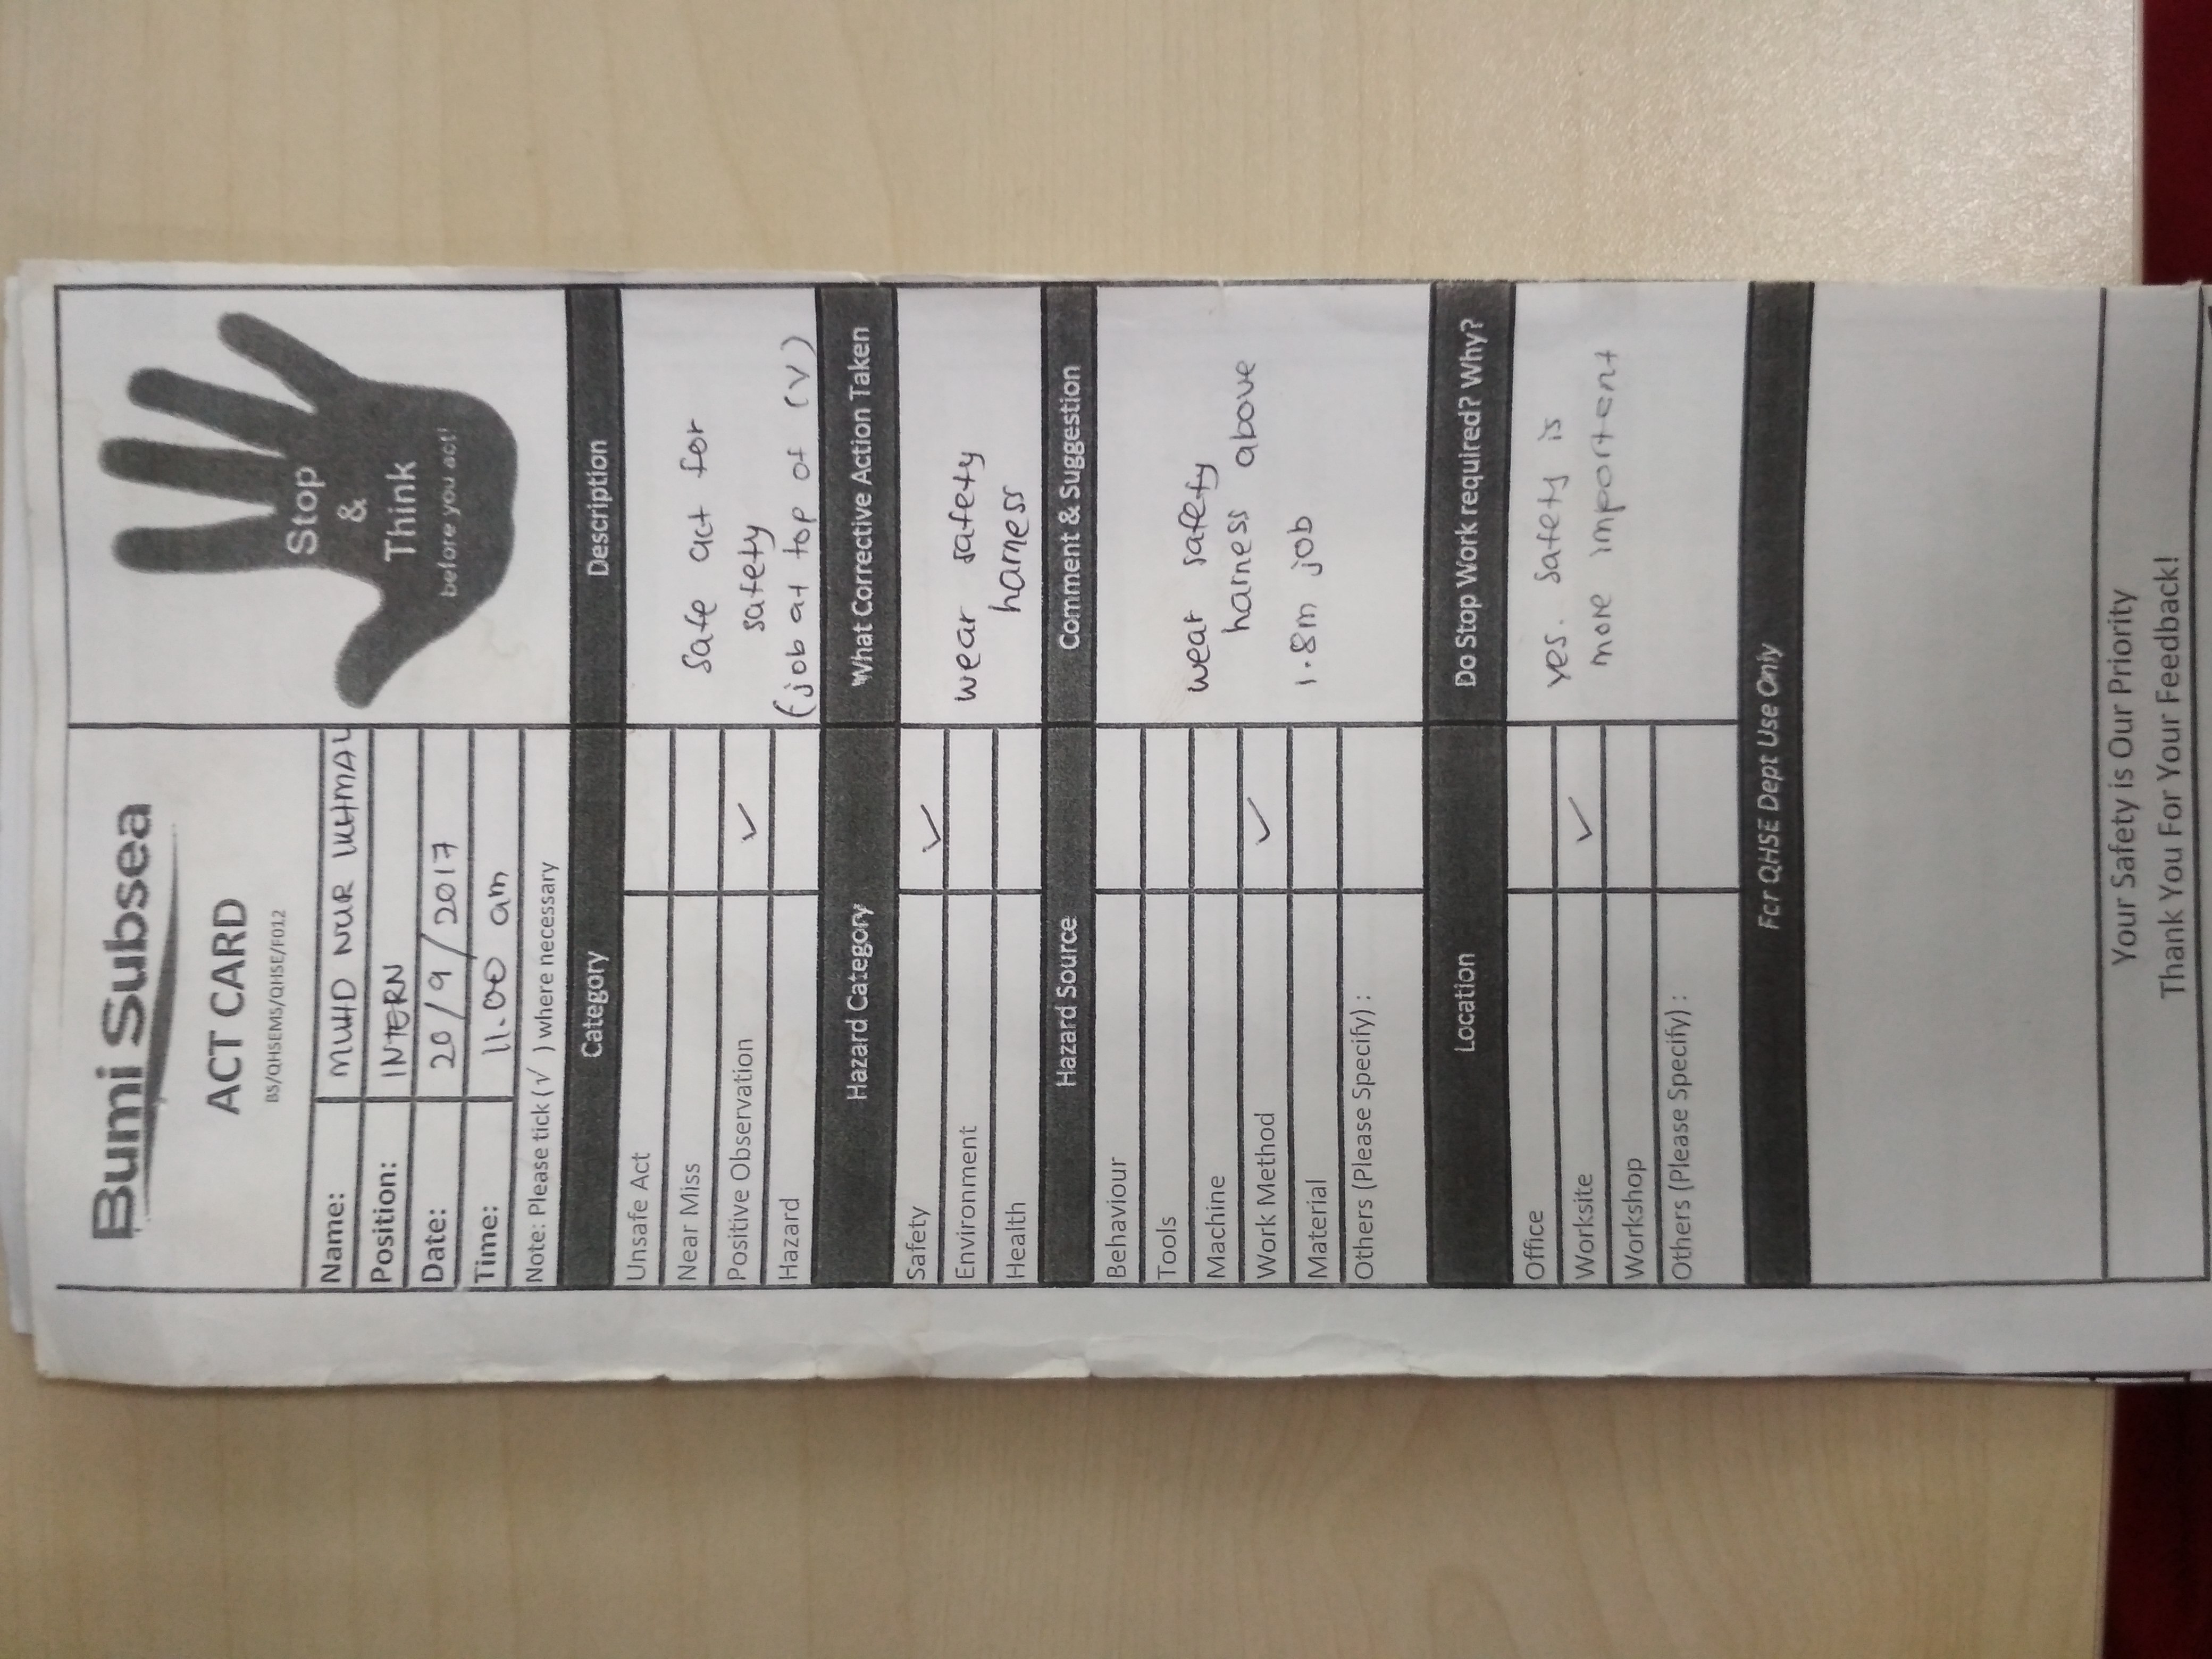 Bumi Subsea
ACT CARD
BS/QHSEMS/QHSE/F012
Stop
&
Think
before you act!
Name: MUHD NUR
Position: INTERN
Date: 20/9/2017
Time: 11.00 am
Note: Please tick (√ ) where necessary
Category
Description
Unsafe Act
Near Miss
Positive Observation ✓
Hazard
safe act for
safety
(job at top of (v)
Hazard Category
What Corrective Action Taken
Safety ✓
Environment
Health
wear safety
harness
Hazard Source
Comment & Suggestion
Behaviour
Tools
Machine
Work Method ✓
Material
Others (Please Specify) :
wear safety
harness above
1.8m job
Location
Do Stop Work required? Why?
Office
Worksite ✓
Workshop
Others (Please Specify) :
yes. safety is
more important
For QHSE Dept Use Only
Your Safety is Our Priority
Thank You For Your Feedback!